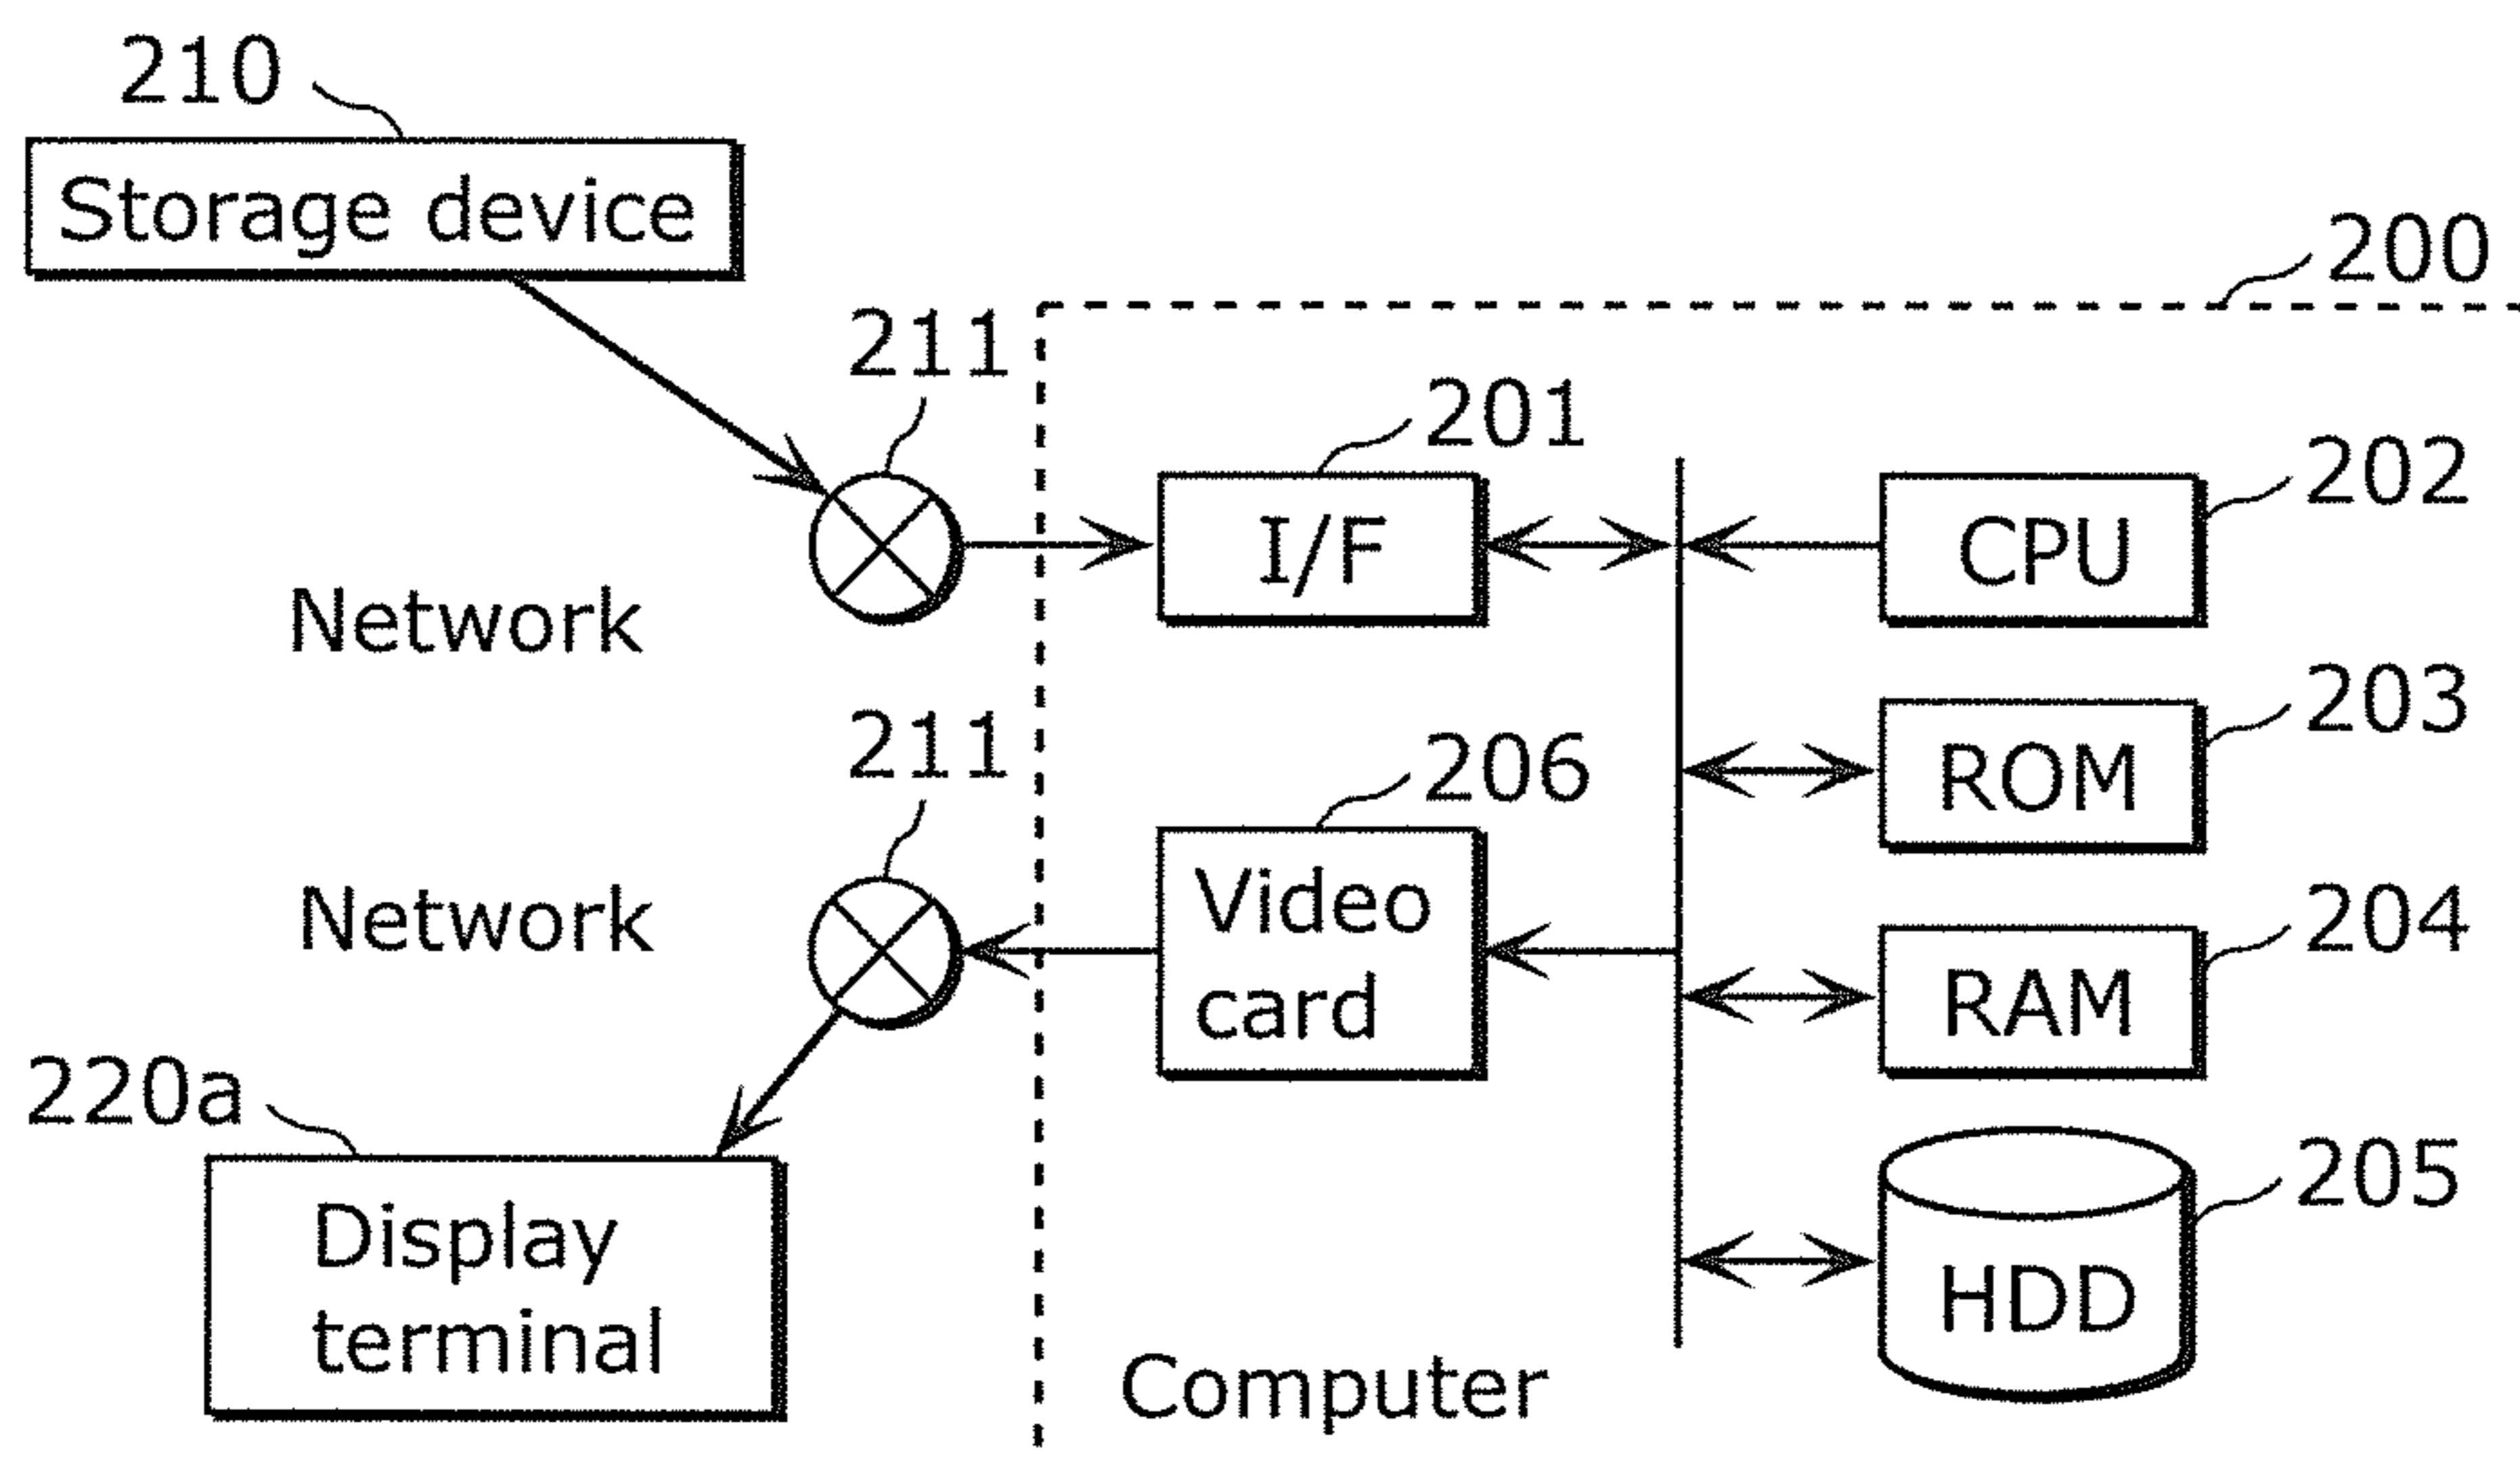 210
Storage device
200
211
201
202
I/F
CPU
Network
203
211
206
ROM
Video
card
Network
204
RAM
220a
205
Display
terminal
HDD
Computer